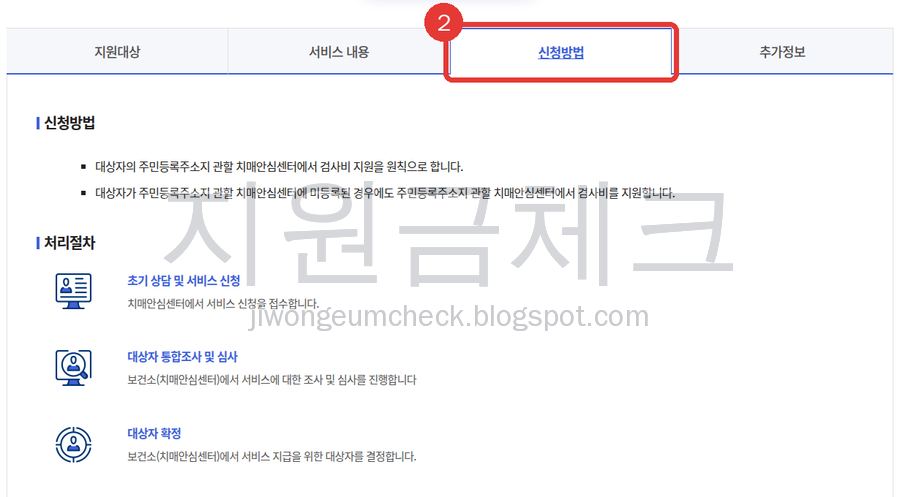 2
지원대상
서비스 내용
신청방법
추가정보
신청방법
대상자의 주민등록주소지 관할 치매안심센터에서 검사비 지원을 원칙으로 합니다.
대상자가 주민등록주소지 관할 치매안심센터에 미등록된 경우에도 주민등록주소지 관할 치매안심센터에서 검사비를 지원합니다.
지원금체크
처리절차
초기 상담 및 서비스 신청
치매안심센터에서 서비스 신청을 접수합니다.
jiwongeumcheck.blogspot.com
대상자 통합조사 및 심사
보건소(치매안심센터)에서 서비스에 대한 조사 및 심사를 진행합니다
대상자 확정
보건소(치매안심센터)에서 서비스 지급을 위한 대상자를 결정합니다.